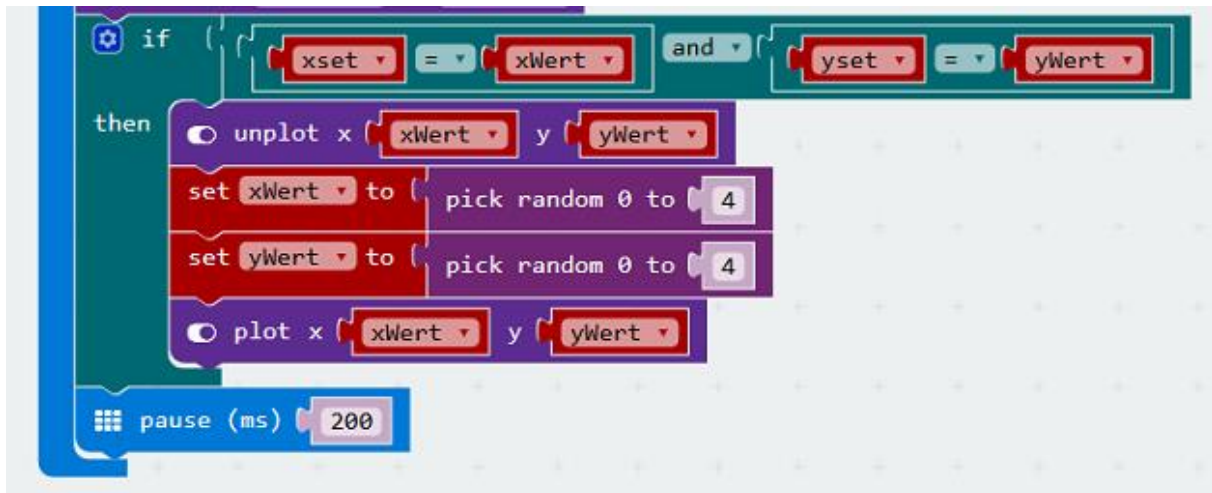 if xset = xWert and yset = yWert
then
unplot x xWert y yWert
set xWert to pick random 0 to 4
set yWert to pick random 0 to 4
plot x xWert y yWert
pause (ms) 200